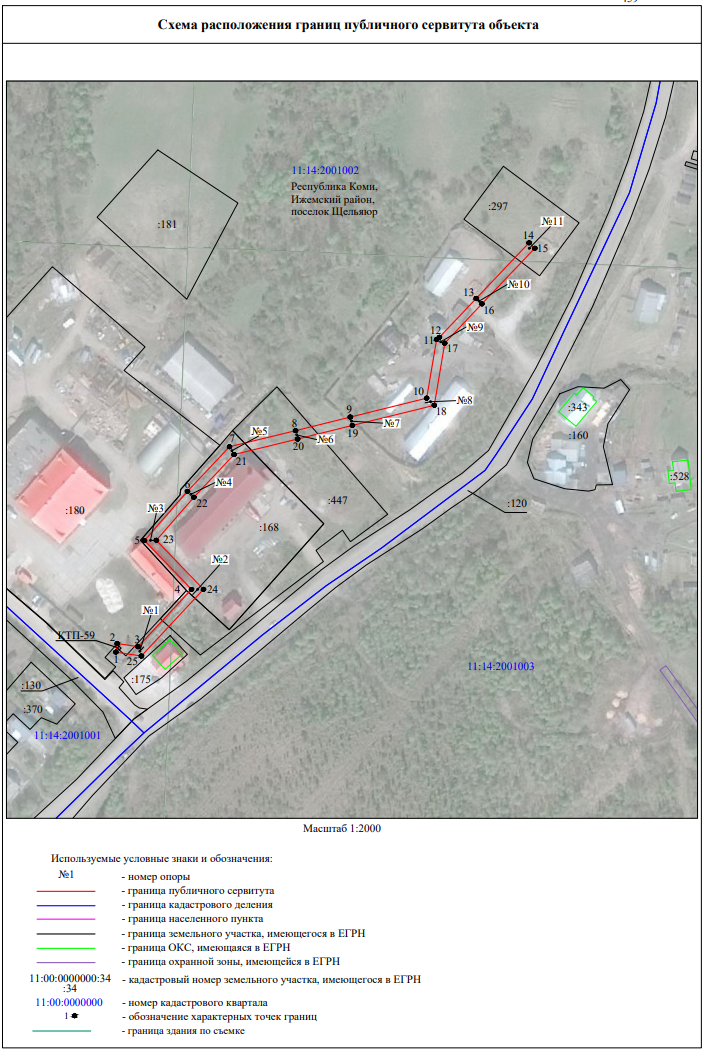 Схема расположения границ публичного сервитута объекта
11:14:2001002
Республика Коми,
Ижемский район,
поселок Щельяюр
:181
:297
№11
14
15
13
№10
16
12
11
№9
17
10
№8
18
9
№7
19
8
№6
20
7
№5
21
6
№4
22
:343
:160
:528
:447
:120
:168
:180
№3
5
23
№2
4
24
№1
КТП-59
2
3
1
25
:175
:130
:370
11:14:2001001
11:14:2001003
Масштаб 1:2000
Используемые условные знаки и обозначения:
№1 - номер опоры
- граница публичного сервитута
- граница кадастрового деления
- граница населенного пункта
- граница земельного участка, имеющегося в ЕГРН
- граница ОКС, имеющаяся в ЕГРН
- граница охранной зоны, имейщейся в ЕГРН
11:00:0000000:34 - кадастровый номер земельного участка, имеющегося в ЕГРН
:34
11:00:0000000 - номер кадастрового квартала
1 - обозначение характерных точек границ
- граница здания по съемке